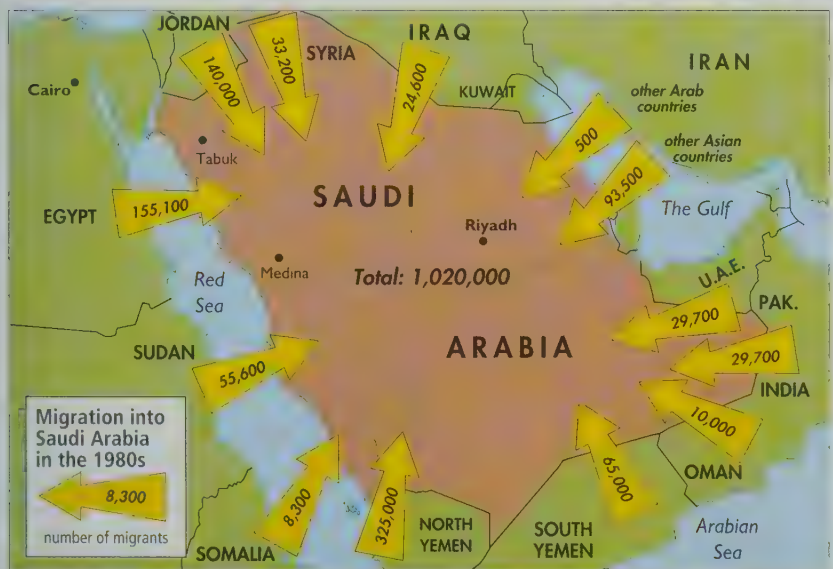 JORDAN
SYRIA
IRAQ
IRAN
Cairo
140,000
33,200
24,600
KUWAIT
other Arab
countries
500
other Asian
countries
93,500
Tabuk
EGYPT
155,100
SAUDI
Riyadh
The Gulf
Medina
Total: 1,020,000
Red
Sea
U.A.E.
PAK.
29,700
ARABIA
29,700
SUDAN
55,600
INDIA
10,000
OMAN
Migration into
Saudi Arabia
in the 1980s
8,300
number of migrants
8,300
325,000
65,000
SOMALIA
NORTH
YEMEN
SOUTH
YEMEN
Arabian
Sea